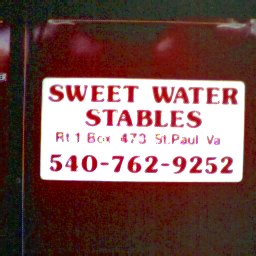 SWEET WATER
STABLES
Rt 1 Box 473 St.Paul Va
540-762-9252